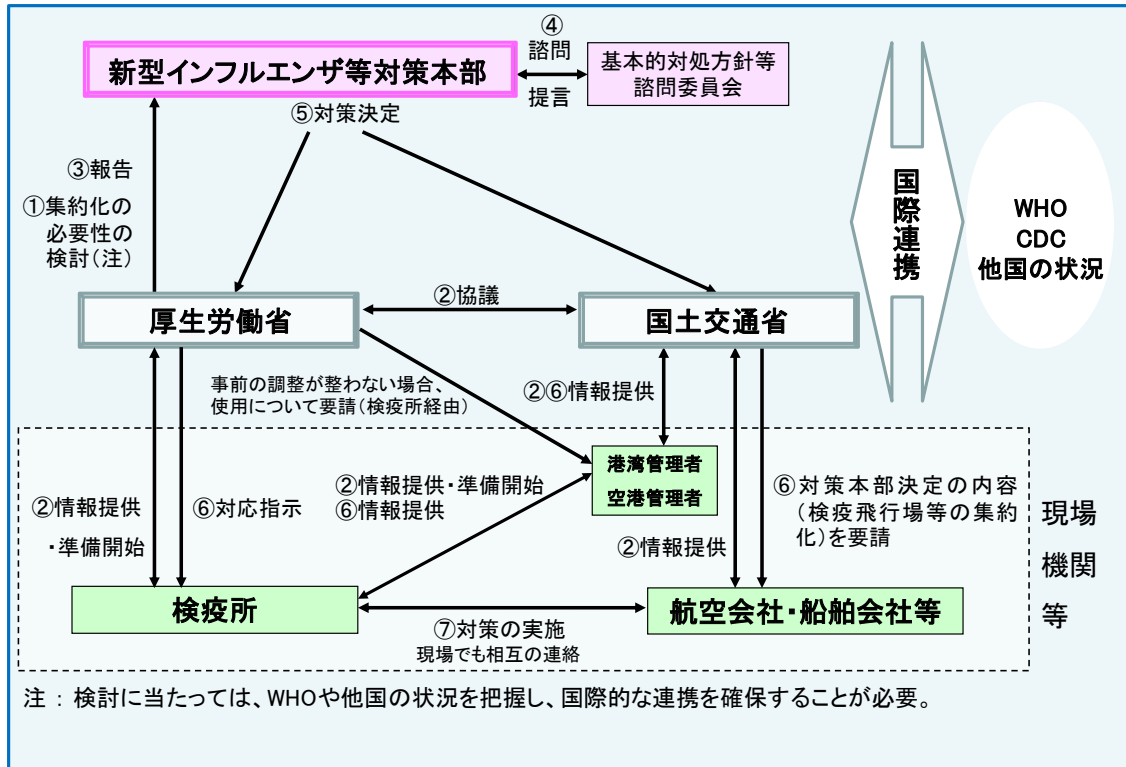 ④
諮問
提言
新型インフルエンザ等対策本部
基本的対処方針等
諮問委員会
⑤対策決定
③報告
①集約化の
必要性の
検討(注)
国際連携
WHO
CDC
他国の状況
②協議
厚生労働省
国土交通省
事前の調整が整わない場合、
使用について要請(検疫所経由)
②⑥情報提供
港湾管理者
空港管理者
②情報提供
・準備開始
⑥対応指示
②情報提供・準備開始
⑥情報提供
②情報提供
⑥対策本部決定の内容
(検疫飛行場等の集約
化)を要請
現場
機関
等
検疫所
航空会社・船舶会社等
⑦対策の実施
現場でも相互の連絡
注 : 検討に当たっては、WHOや他国の状況を把握し、国際的な連携を確保することが必要。